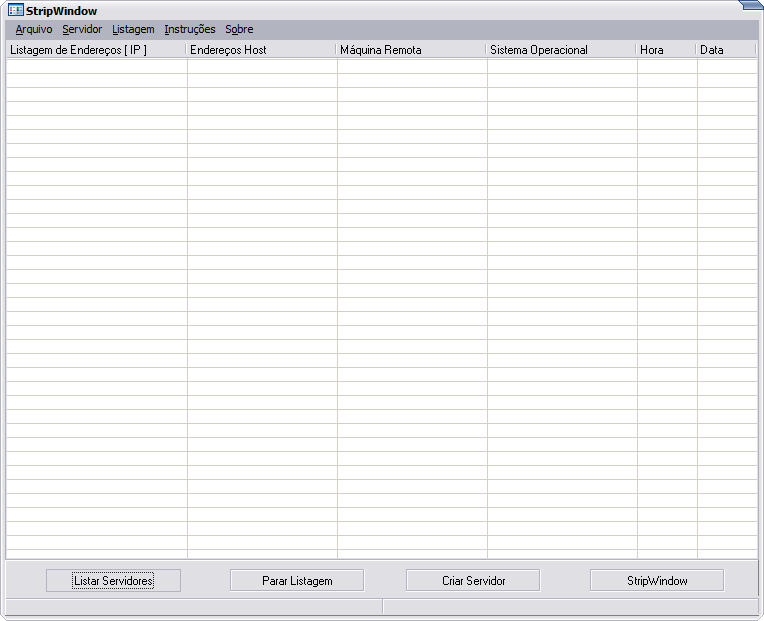 StripWindow
Arquivo Servidor Listagem Instruções Sobre
Listagem de Endereços [ IP ] Endereços Host Máquina Remota Sistema Operacional Hora Data
Listar Servidores Parar Listagem Criar Servidor StripWindow